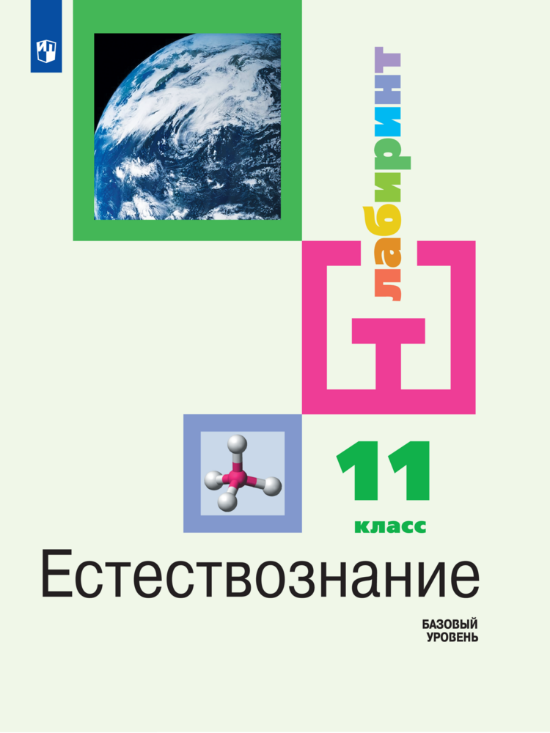 лабиринт
11
класс
Естествознание
БАЗОВЫЙ
УРОВЕНЬ